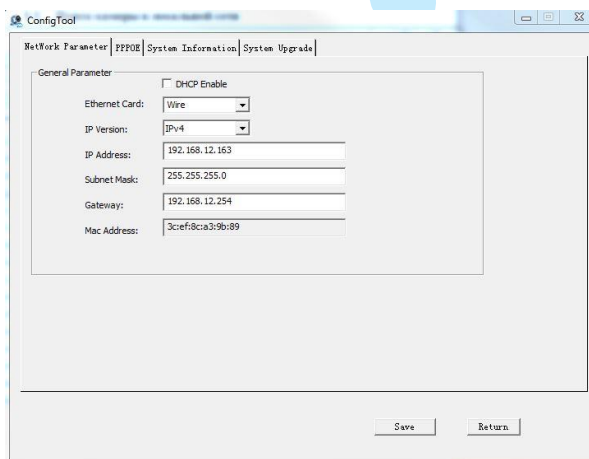 ConfigTool
NetWork Parameter PPPOE System Information System Upgrade
General Parameter
DHCP Enable
Ethernet Card: Wire
IP Version: IPv4
IP Address: 192.168.12.163
Subnet Mask: 255.255.255.0
Gateway: 192.168.12.254
Mac Address: 3c:ef:8c:a3:9b:89
Save Return